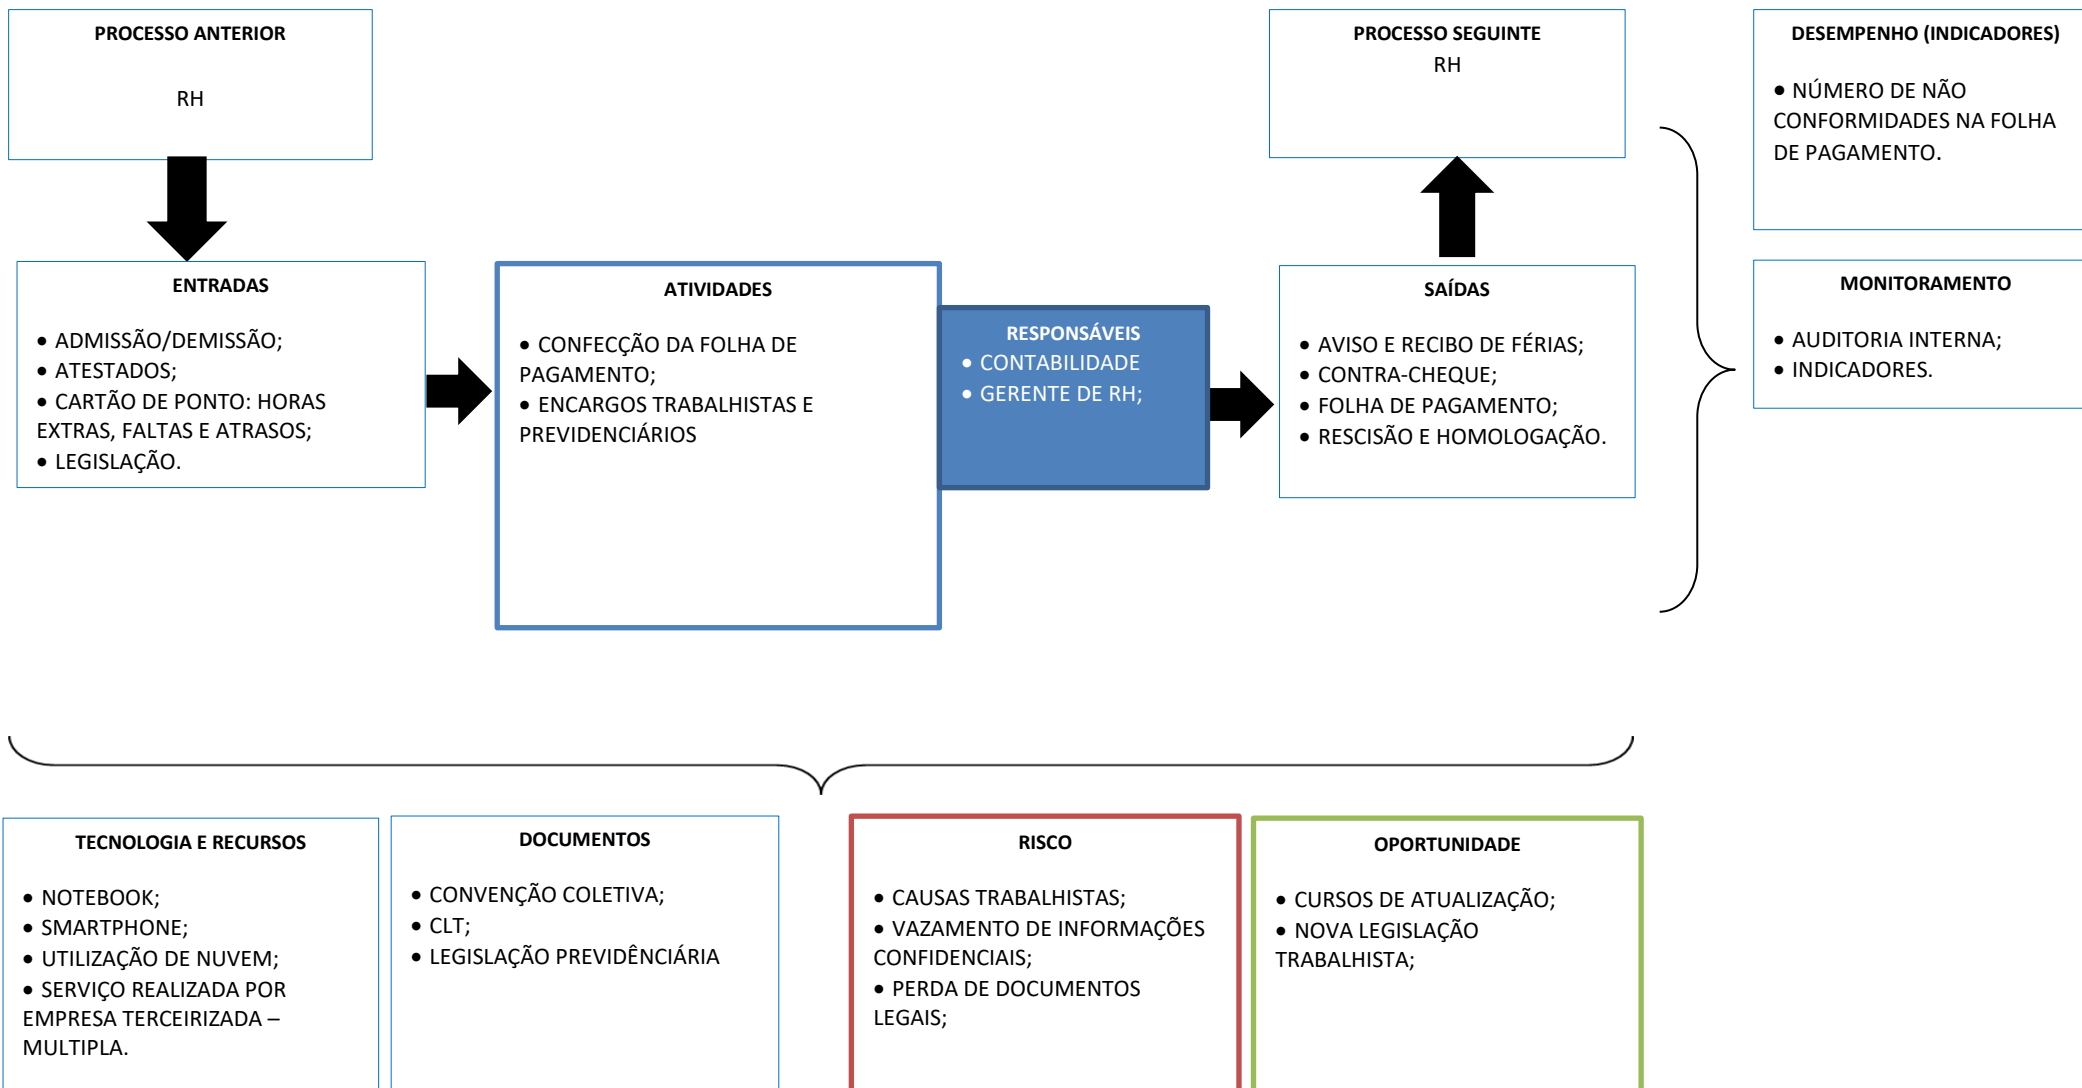 PROCESSO ANTERIOR
RH
PROCESSO SEGUINTE
RH
DESEMPENHO (INDICADORES)
• NÚMERO DE NÃO
CONFORMIDADES NA FOLHA
DE PAGAMENTO.
ENTRADAS
• ADMISSÃO/DEMISSÃO;
• ATESTADOS;
• CARTÃO DE PONTO: HORAS
EXTRAS, FALTAS E ATRASOS;
• LEGISLAÇÃO.
ATIVIDADES
• CONFECÇÃO DA FOLHA DE
PAGAMENTO;
• ENCARGOS TRABALHISTAS E
PREVIDENCIÁRIOS
RESPONSÁVEIS
• CONTABILIDADE
• GERENTE DE RH;
SAÍDAS
• AVISO E RECIBO DE FÉRIAS;
• CONTRA-CHEQUE;
• FOLHA DE PAGAMENTO;
• RESCISÃO E HOMOLOGAÇÃO.
MONITORAMENTO
• AUDITORIA INTERNA;
• INDICADORES.
TECNOLOGIA E RECURSOS
• NOTEBOOK;
• SMARTPHONE;
• UTILIZAÇÃO DE NUVEM;
• SERVIÇO REALIZADA POR
EMPRESA TERCEIRIZADA –
MULTIPLA.
DOCUMENTOS
• CONVENÇÃO COLETIVA;
• CLT;
• LEGISLAÇÃO PREVIDÊNCIÁRIA
RISCO
• CAUSAS TRABALHISTAS;
• VAZAMENTO DE INFORMAÇÕES
CONFIDENCIAIS;
• PERDA DE DOCUMENTOS
LEGAIS;
OPORTUNIDADE
• CURSOS DE ATUALIZAÇÃO;
• NOVA LEGISLAÇÃO
TRABALHISTA;